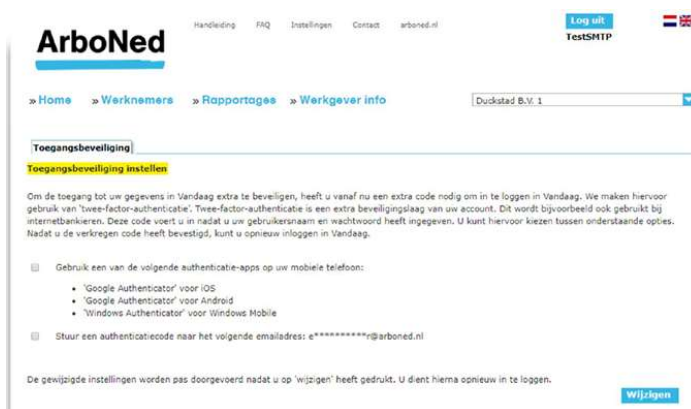 Handleiding FAQ Instellingen Contact arboned.nl
Log uit
TestSMTP
ArboNed
» Home » Werknemers » Rapportages » Werkgever info
Duckstad B.V. 1
Toegangsbeveiliging
Toegangsbeveiliging instellen
Om de toegang tot uw gegevens in Vandaag extra te beveiligen, heeft u vanaf nu een extra code nodig om in te loggen in Vandaag. We maken hiervoor
gebruik van 'twee-factor-authenticatie'. Twee-factor-authenticatie is een extra beveiligingslaag van uw account. Dit wordt bijvoorbeeld ook gebruikt bij
internetbankieren. Deze code voert u in nadat u uw gebruikersnaam en wachtwoord heeft ingegeven. U kunt hiervoor kiezen tussen onderstaande opties.
Nadat u de verkregen code heeft bevestigd, kunt u opnieuw inloggen in Vandaag.
Gebruik een van de volgende authenticatie-apps op uw mobiele telefoon:
• 'Google Authenticator' voor iOS
• 'Google Authenticator' voor Android
• 'Windows Authenticator' voor Windows Mobile
Stuur een authenticatiecode naar het volgende emailadres: e**********r@arboned.nl
De gewijzigde instellingen worden pas doorgevoerd nadat u op 'wijzigen' heeft gedrukt. U dient hierna opnieuw in te loggen.
Wijzigen